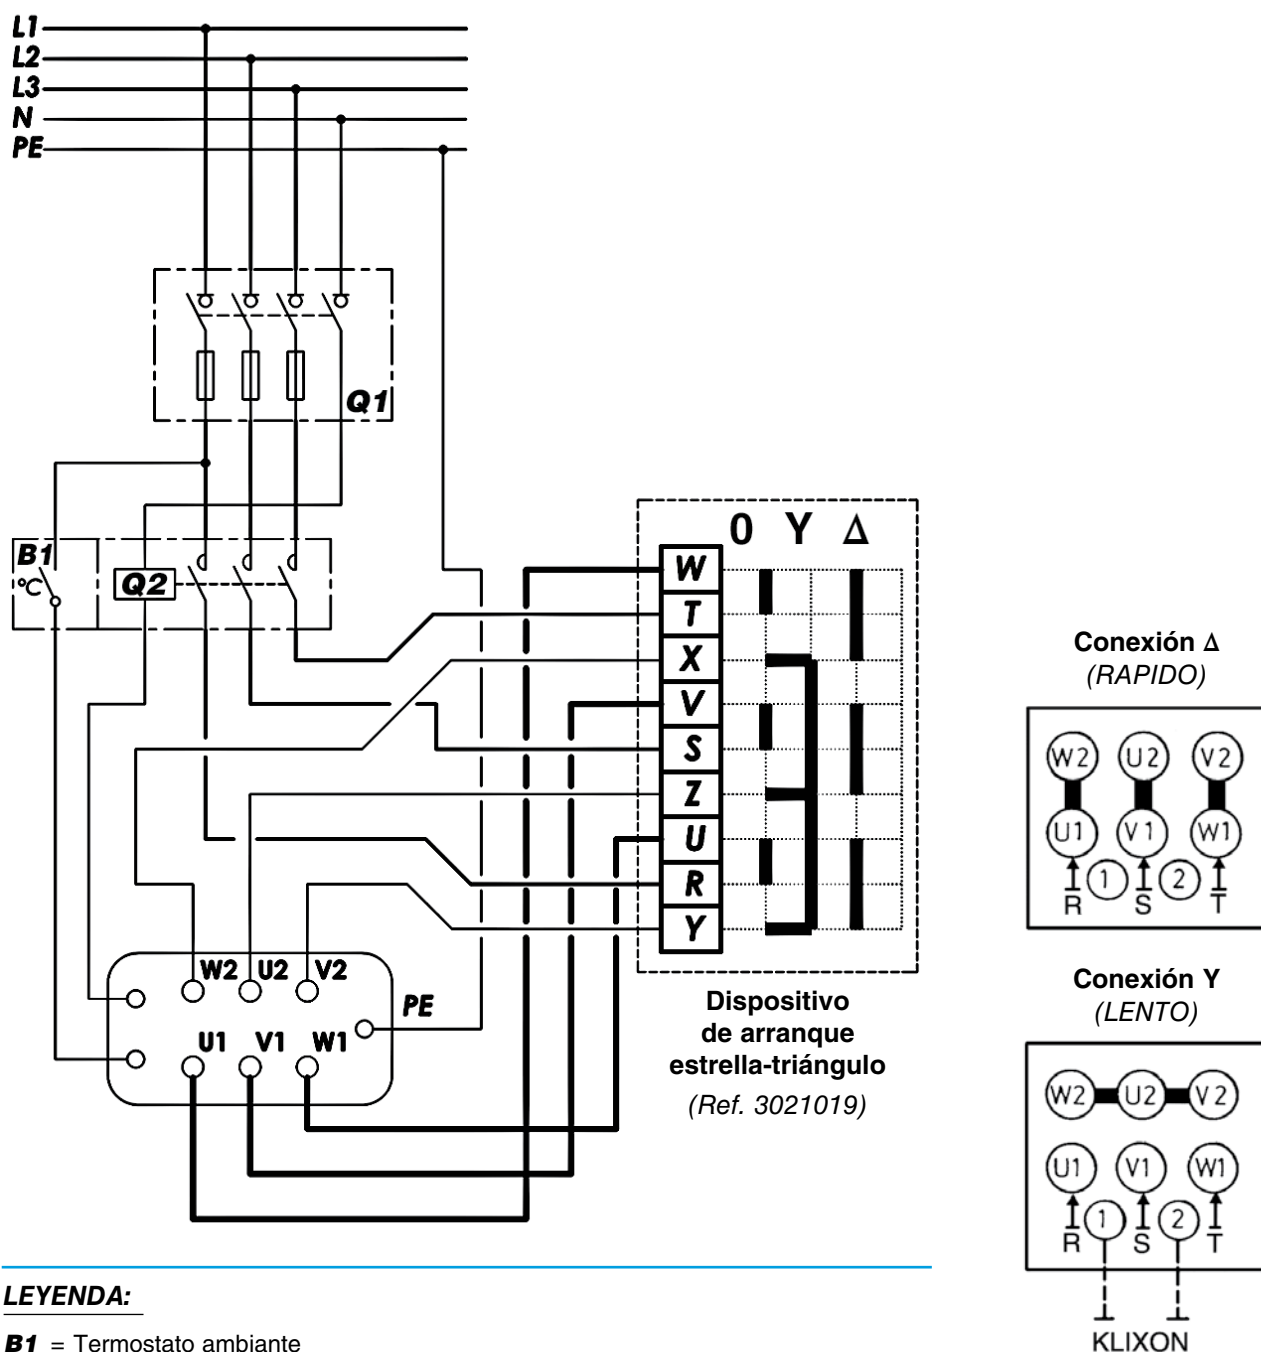 L1
L2
L3
N
PE
Q1
B1
°C
Q2
0 Y Δ
W
T
X
V
S
Z
U
R
Y
W2 U2 V2
PE
U1 V1 W1
Dispositivo
de arranque
estrella-triángulo
(Ref. 3021019)
Conexión Δ
(RAPIDO)
W2 U2 V2
U1 V1 W1
1 2
R S T
Conexión Y
(LENTO)
W2 U2 V2
U1 V1 W1
1 2
R S T
KLIXON
LEYENDA:
B1 = Termostato ambiante